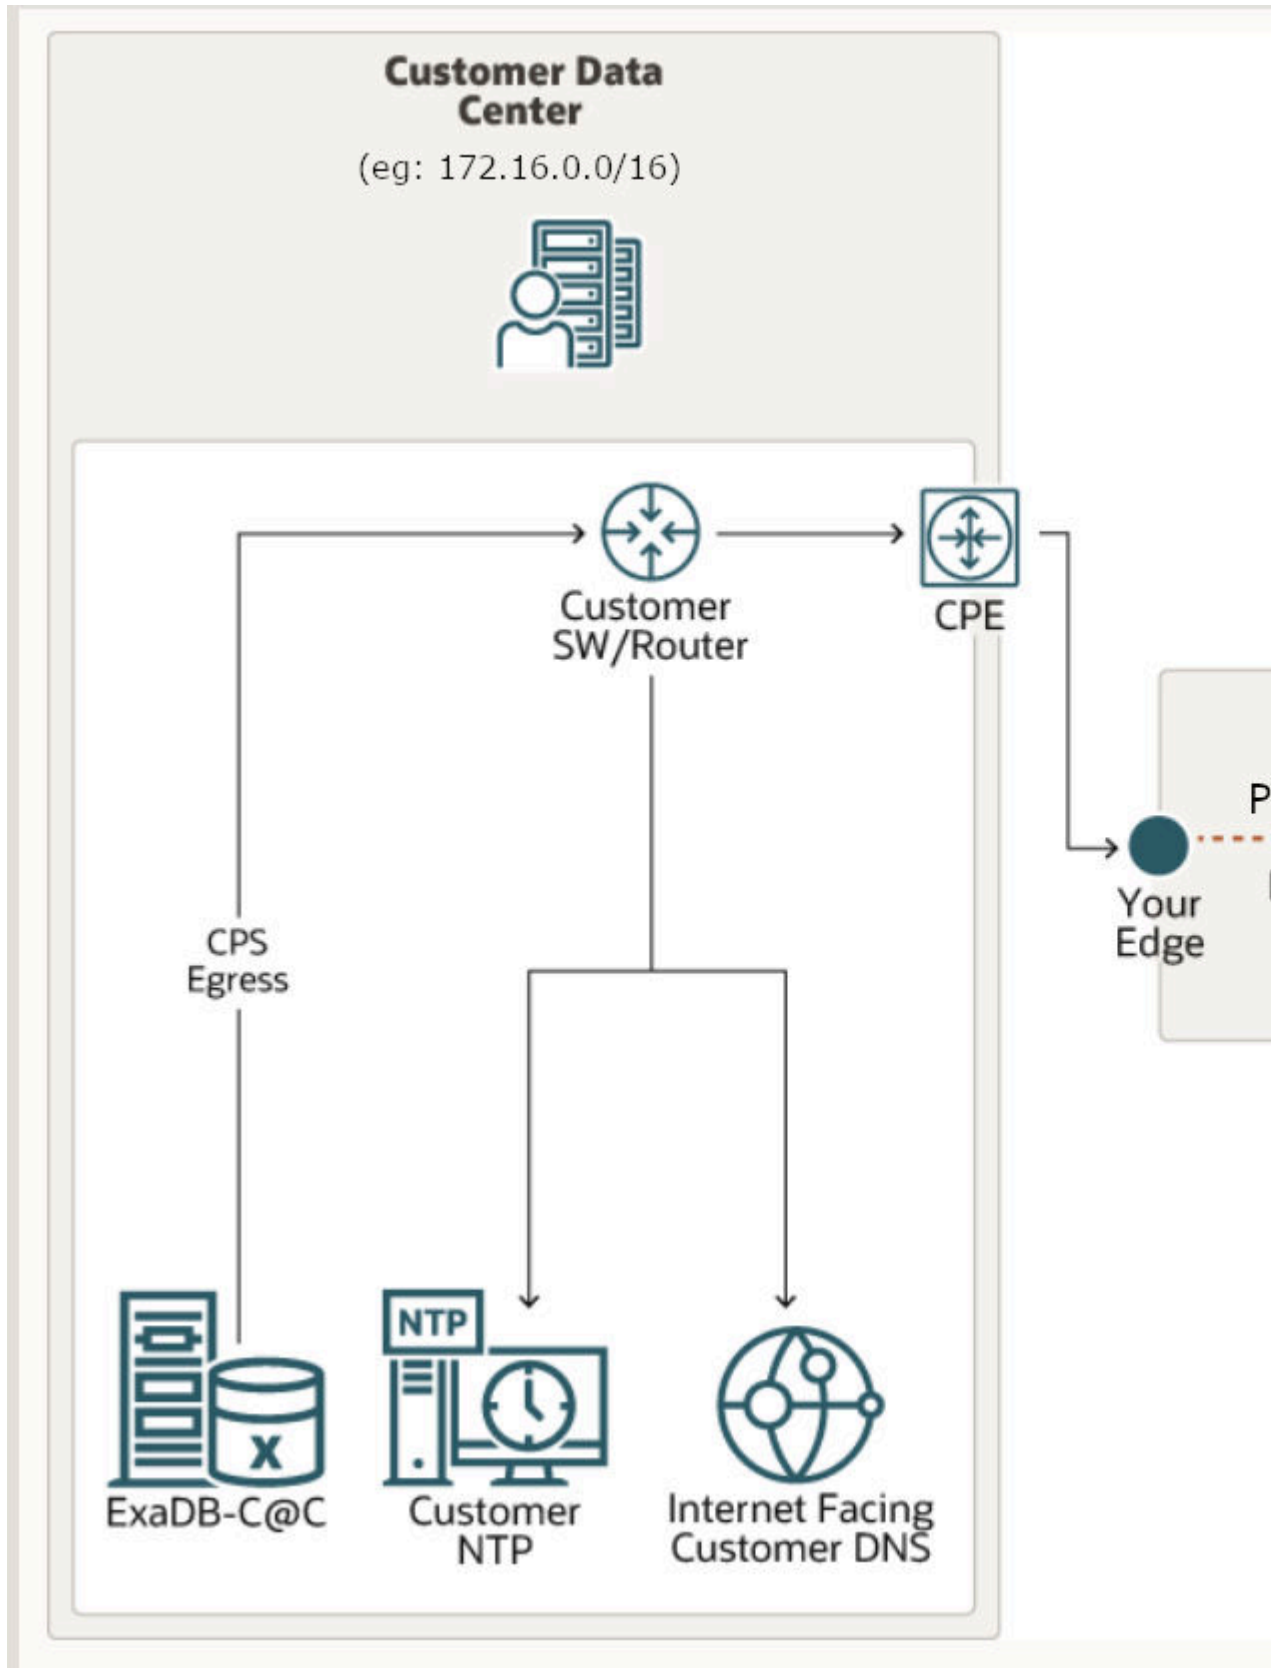 Customer Data
Center
(eg: 172.16.0.0/16)
Customer
SW/Router
CPE
P
Your
Edge
CPS
Egress
NTP
X
ExaDB-C@C
Customer
NTP
Internet Facing
Customer DNS